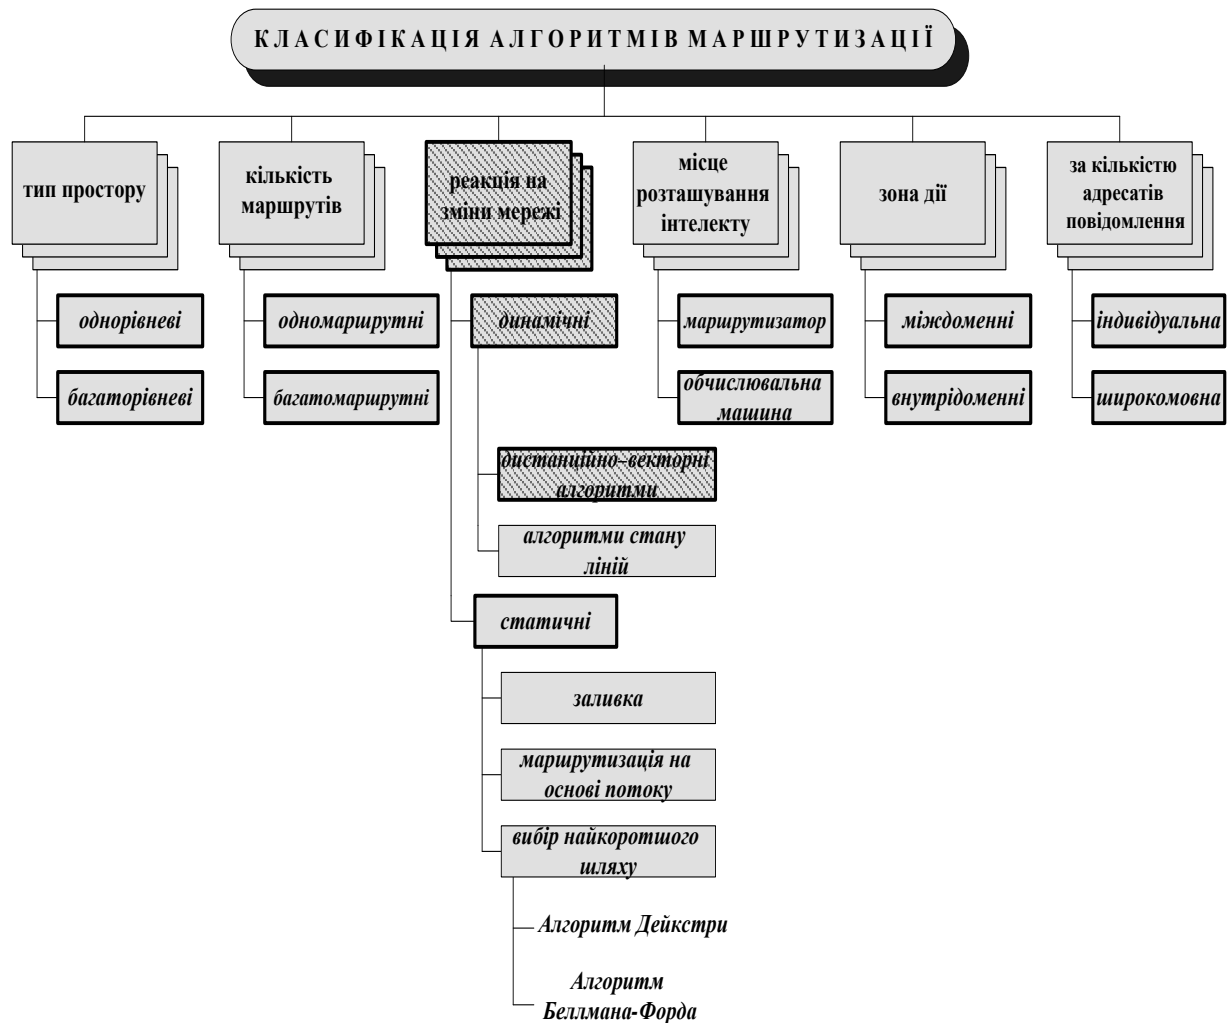 КЛАСИФІКАЦІЯ АЛГОРИТМІВ МАРШРУТИЗАЦІЇ
тип простору
кількість
маршрутів
реакція на
зміни мережі
місце
розташування
інтелекту
зона дії
за кількістю
адресатів
повідомлення
однорівневі
одномаршрутні
динамічні
маршрутизатор
міждоменні
індивідуальна
багаторівневі
багатомаршрутні
обчислювальна
машина
внутрідоменні
широкомовна
дистанційно–векторні
алгоритми
алгоритми стану
ліній
статичні
заливка
маршрутизація на
основі потоку
вибір найкоротшого
шляху
Алгоритм Дейкстри
Алгоритм
Беллмана-Форда